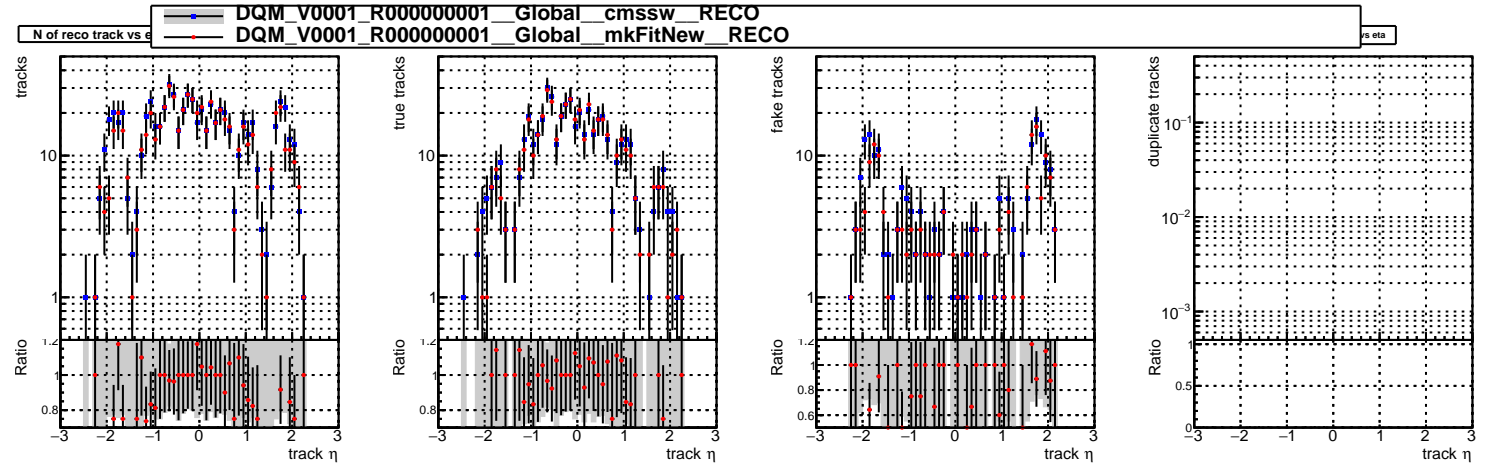 DQM_V0001_R000000001__Global__cmssw__RECO
DQM_V0001_R000000001__Global__mkFitNew__RECO
N of reco track vs
vs eta
tracks
10
1
1.2
1
0.8
Ratio
−3 −2 −1 0 1 2 3
track η
true tracks
10
1
1.2
1
0.8
Ratio
−3 −2 −1 0 1 2 3
track η
fake tracks
10
1
1.2
1
0.8
0.6
Ratio
−3 −2 −1 0 1 2 3
track η
duplicate tracks
10−1
10−2
10−3
1
0.5
0
Ratio
−3 −2 −1 0 1 2 3
track η